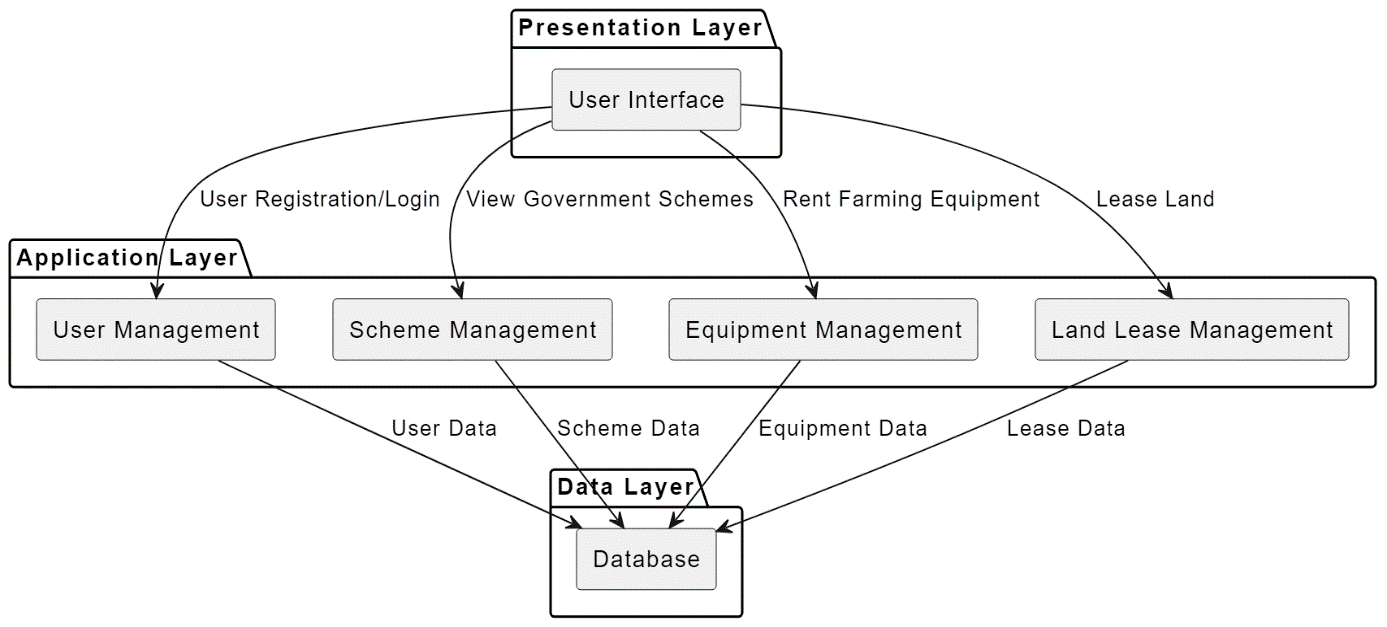 Presentation Layer
User Interface
User Registration/Login
View Government Schemes
Rent Farming Equipment
Lease Land
Application Layer
User Management
Scheme Management
Equipment Management
Land Lease Management
User Data
Scheme Data
Equipment Data
Lease Data
Data Layer
Database